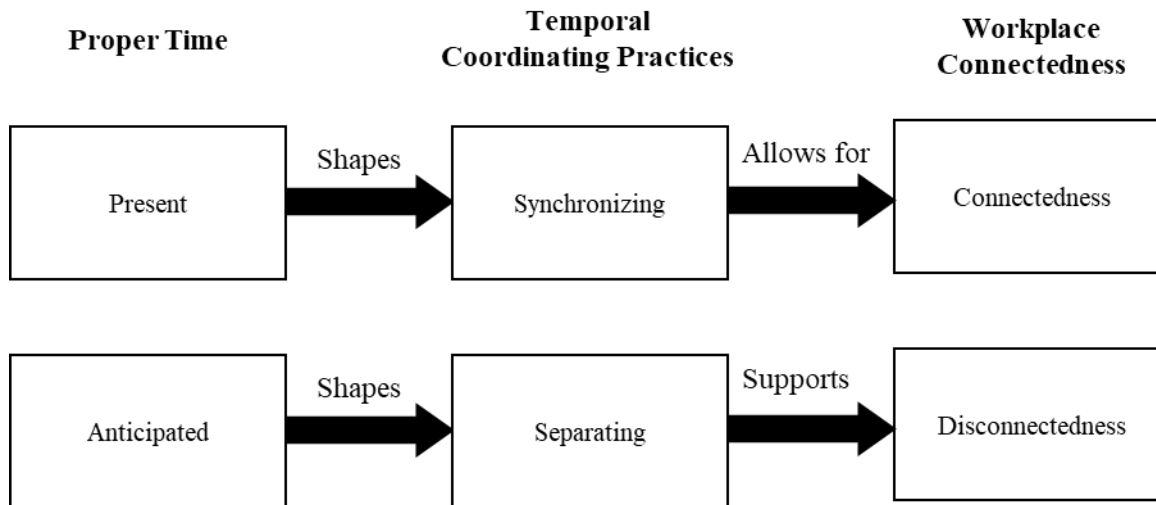 Proper Time
Temporal
Coordinating Practices
Workplace
Connectedness
Present
Shapes
Synchronizing
Allows for
Connectedness
Anticipated
Shapes
Separating
Supports
Disconnectedness